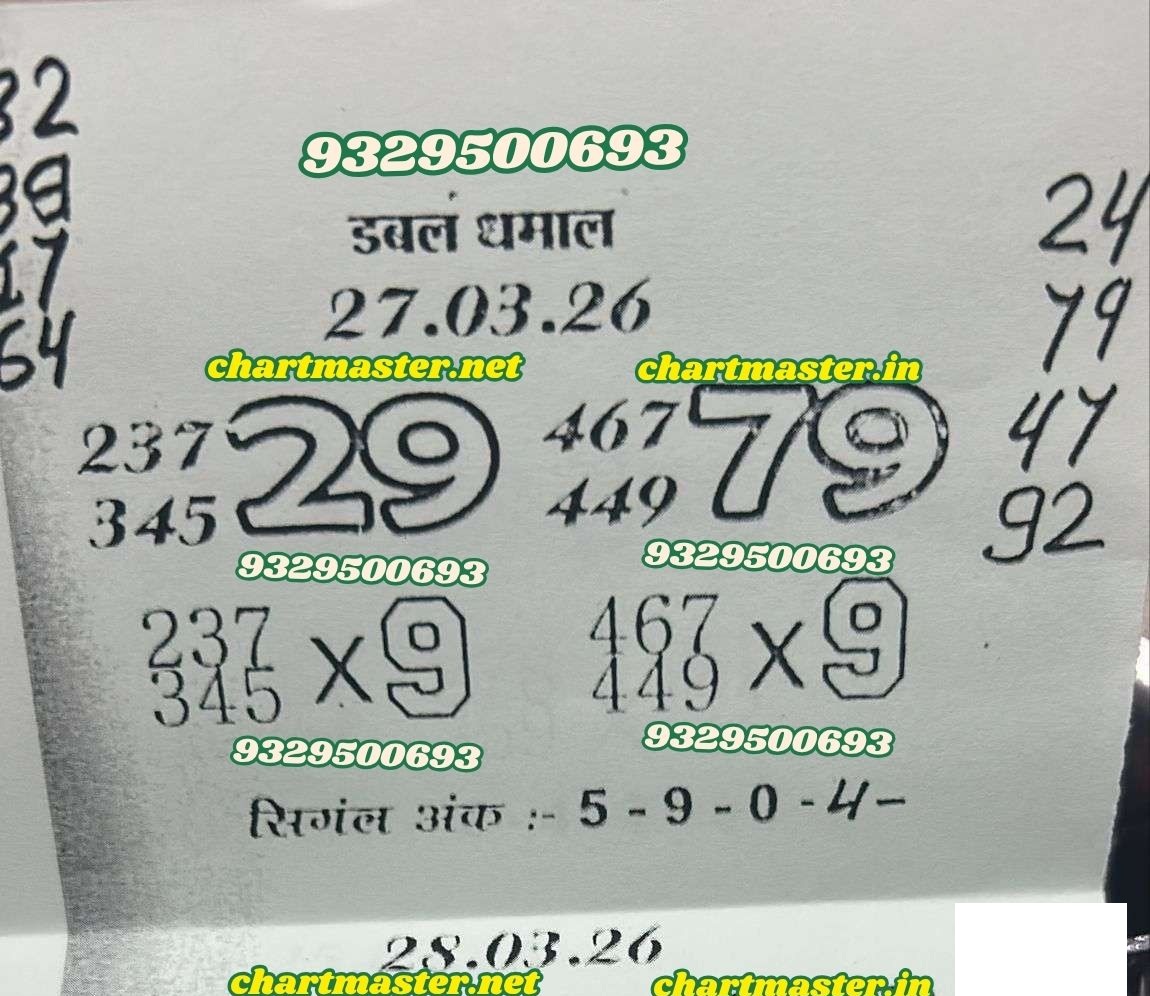 32
38
17
64
9329500693
डबल धमाल
27.03.26
chartmaster.net chartmaster.in
237 29 467 79
345 449
9329500693 9329500693
237 x 9 467 x 9
345 449
9329500693 9329500693
सिगंल अंक :- 5 - 9 - 0 - 4 -
28.03.26
chartmaster.net chartmaster.in
24
79
47
92